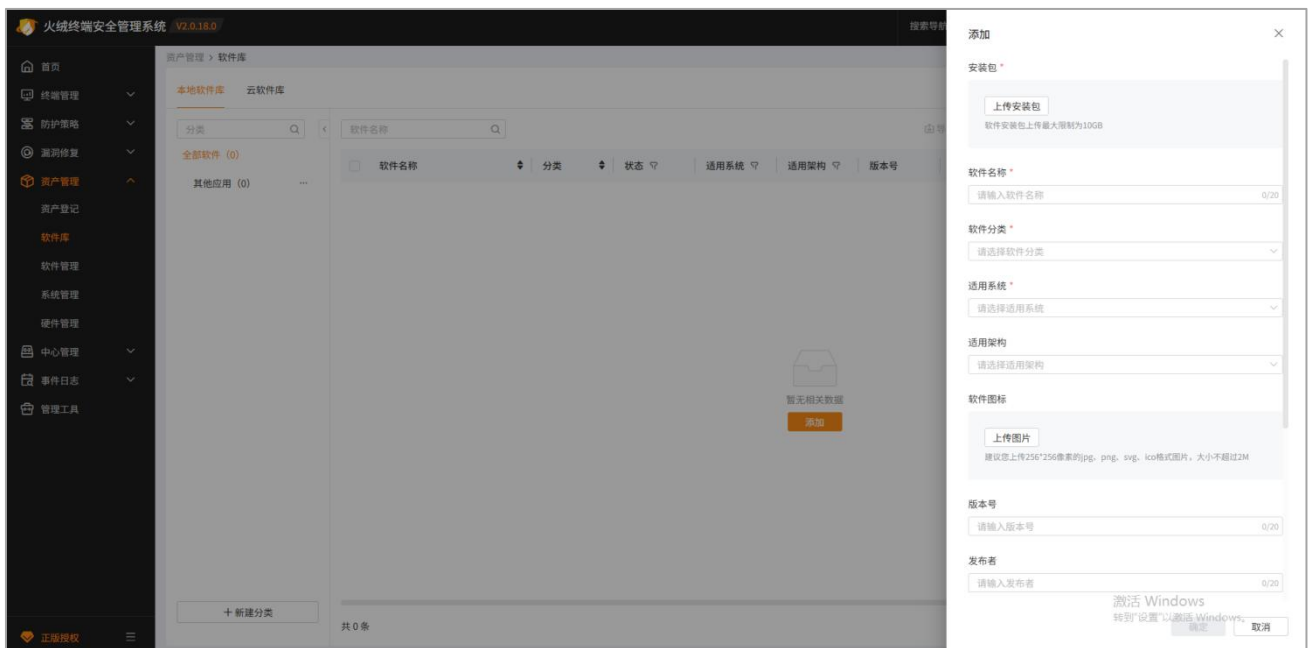 火绒终端安全管理系统 V2.0.18.0
搜索导航
首页
终端管理
防护策略
漏洞修复
资产管理
资产登记
软件库
软件管理
系统管理
硬件管理
中心管理
事件日志
管理工具
正版授权
资产管理 > 软件库
本地软件库 云软件库
分类
全部软件（0）
其他应用（0） ...
+ 新建分类
软件名称
软件名称 分类 状态 适用系统 适用架构 版本号
暂无相关数据
添加
共 0 条
添加
安装包 *
上传安装包
软件安装包上传最大限制为10GB
软件名称 *
请输入软件名称 0/20
软件分类 *
请选择软件分类
适用系统 *
请选择适用系统
适用架构
请选择适用架构
软件图标
上传图片
建议您上传256*256像素的jpg、png、svg、ico格式图片，大小不超过2M
版本号
请输入版本号 0/20
发布者
请输入发布者 0/20
激活 Windows
转到"设置"以激活 Windows。
确定 取消